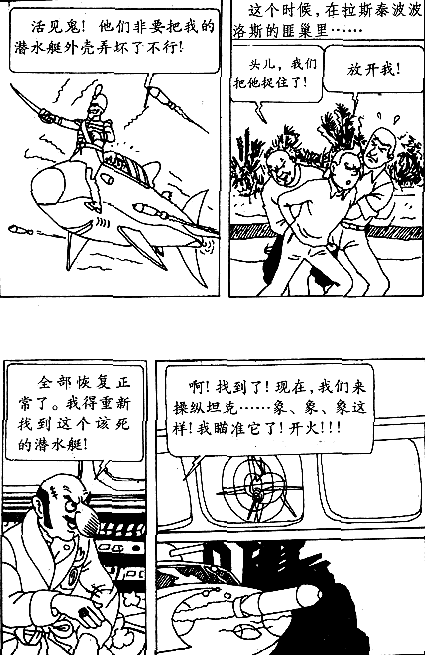 活见鬼！他们非要把我的
潜水艇外壳弄坏了不行！
这个时候，在拉斯泰波波
洛斯的匪巢里……
头儿，我们
把他捉住了！
放开我！
全部恢复正
常了。我得重新
找到这个该死
的潜水艇！
啊！找到了！现在，我们来
操纵坦克……象、象、象这
样！我瞄准它了！开火！！！